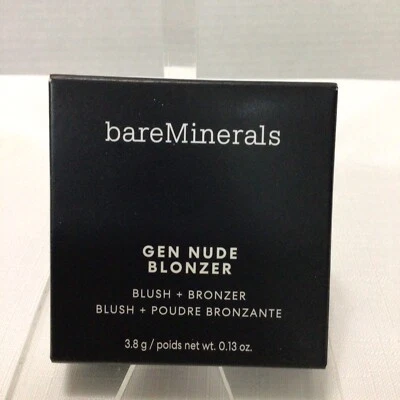 bareMinerals
GEN NUDE
BLONZER
BLUSH + BRONZER
BLUSH + POUDRE BRONZANTE
3.8 g / poids net wt. 0.13 oz.